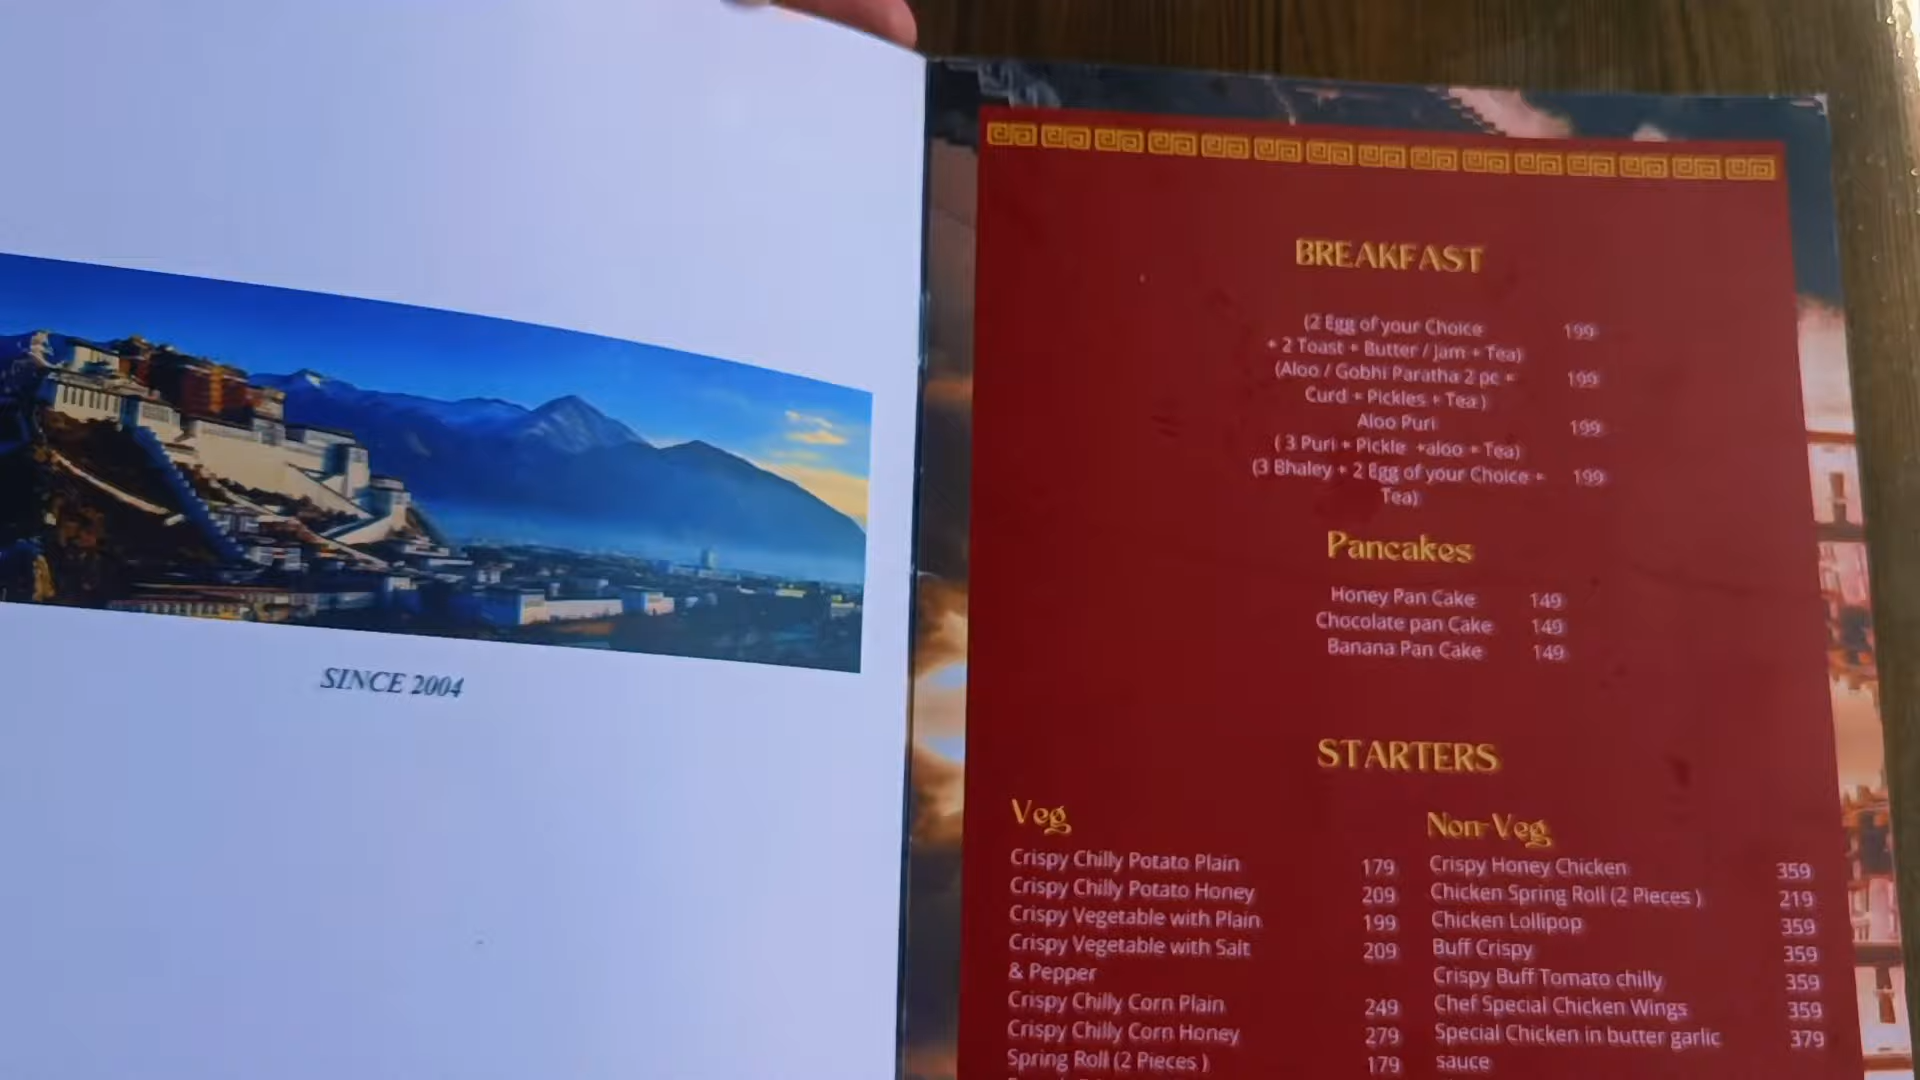 SINCE 2004
BREAKFAST
(2 Egg of your Choice 199
+ 2 Toast + Butter / Jam + Tea)
(Aloo / Gobhi Paratha 2 pc + 199
Curd + Pickles + Tea )
Aloo Puri 199
( 3 Puri + Pickle +aloo + Tea)
(3 Bhaley + 2 Egg of your Choice + 199
Tea)
Pancakes
Honey Pan Cake 149
Chocolate pan Cake 149
Banana Pan Cake 149
STARTERS
Veg
Crispy Chilly Potato Plain 179
Crispy Chilly Potato Honey 209
Crispy Vegetable with Plain 199
Crispy Vegetable with Salt 209
& Pepper
Crispy Chilly Corn Plain 249
Crispy Chilly Corn Honey 279
Spring Roll (2 Pieces ) 179
Non-Veg
Crispy Honey Chicken 359
Chicken Spring Roll (2 Pieces ) 219
Chicken Lollipop 359
Buff Crispy 359
Crispy Buff Tomato chilly 359
Chef Special Chicken Wings 359
Special Chicken in butter garlic 379
sauce